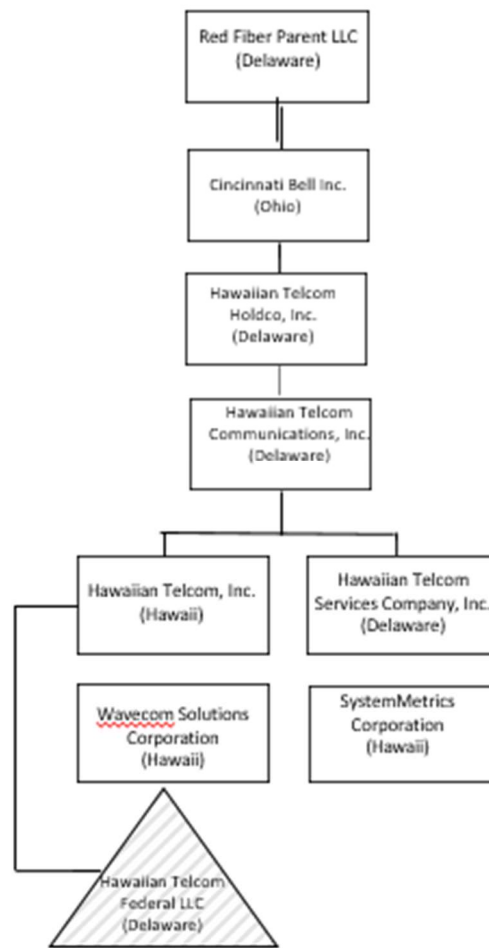 Red Fiber Parent LLC
(Delaware)
Cincinnati Bell Inc.
(Ohio)
Hawaiian Telcom
Holdco, Inc.
(Delaware)
Hawaiian Telcom
Communications, Inc.
(Delaware)
Hawaiian Telcom, Inc.
(Hawaii)
Hawaiian Telcom
Services Company, Inc.
(Delaware)
Wavecom Solutions
Corporation
(Hawaii)
SystemMetrics
Corporation
(Hawaii)
Hawaiian Telcom
Federal LLC
(Delaware)